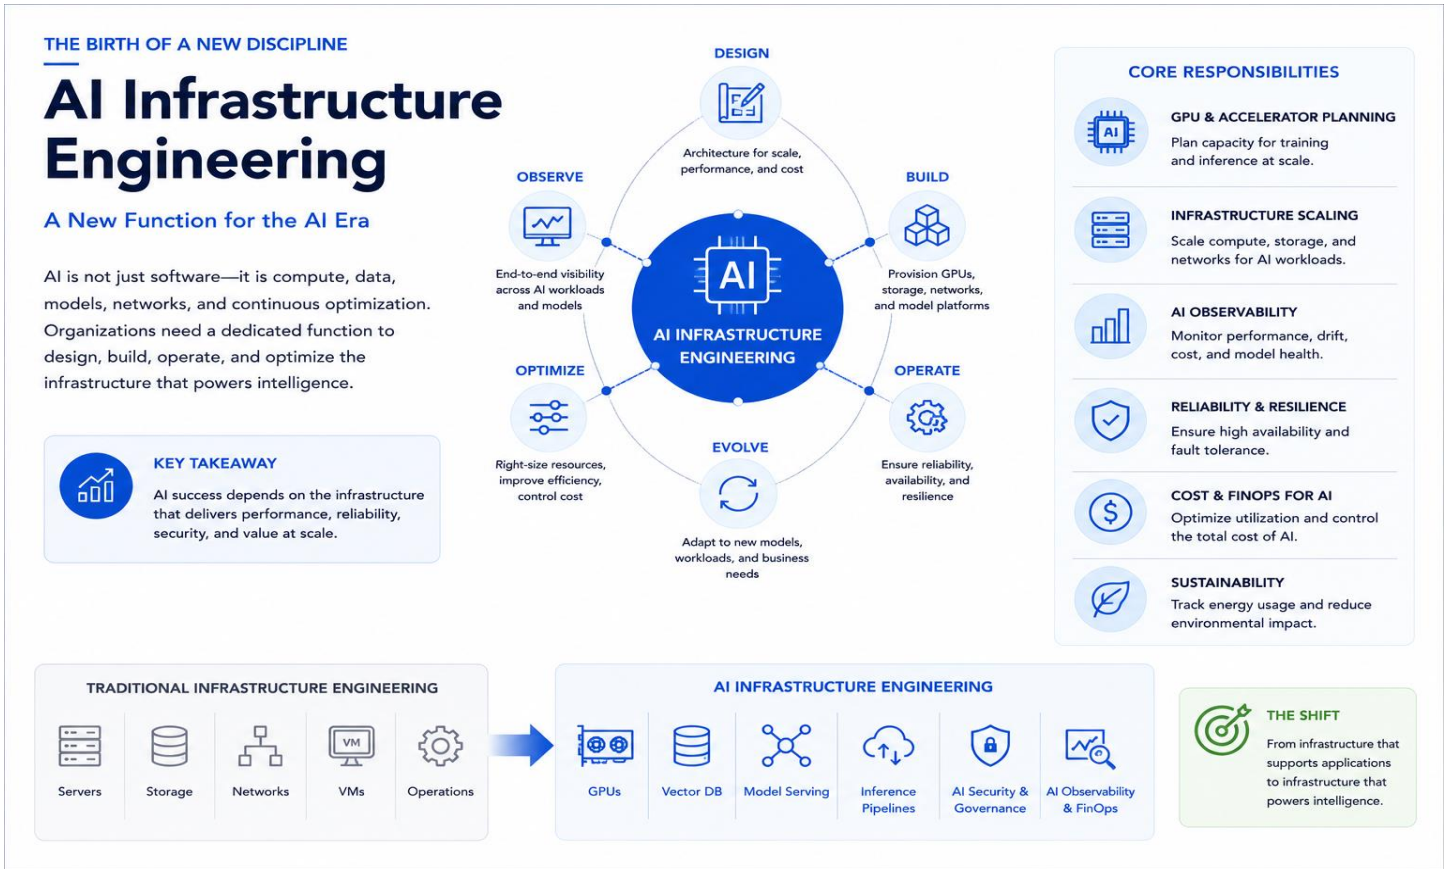 THE BIRTH OF A NEW DISCIPLINE
AI Infrastructure
Engineering
A New Function for the AI Era
AI is not just software—it is compute, data,
models, networks, and continuous optimization.
Organizations need a dedicated function to
design, build, operate, and optimize the
infrastructure that powers intelligence.
KEY TAKEAWAY
AI success depends on the infrastructure
that delivers performance, reliability,
security, and value at scale.
DESIGN
Architecture for scale,
performance, and cost
BUILD
Provision GPUs,
storage, networks,
and model platforms
OPERATE
Ensure reliability,
availability, and
resilience
EVOLVE
Adapt to new models,
workloads, and business
needs
OPTIMIZE
Right-size resources,
improve efficiency,
control cost
OBSERVE
End-to-end visibility
across AI workloads
and models
AI
AI INFRASTRUCTURE
ENGINEERING
CORE RESPONSIBILITIES
AI
GPU & ACCELERATOR PLANNING
Plan capacity for training
and inference at scale.
INFRASTRUCTURE SCALING
Scale compute, storage, and
networks for AI workloads.
AI OBSERVABILITY
Monitor performance, drift,
cost, and model health.
RELIABILITY & RESILIENCE
Ensure high availability and
fault tolerance.
$
COST & FINOPS FOR AI
Optimize utilization and control
the total cost of AI.
SUSTAINABILITY
Track energy usage and reduce
environmental impact.
TRADITIONAL INFRASTRUCTURE ENGINEERING
Servers
Storage
Networks
VM
VMs
Operations
AI INFRASTRUCTURE ENGINEERING
GPUs
Vector DB
Model Serving
Inference
Pipelines
AI Security &
Governance
AI Observability
& FinOps
THE SHIFT
From infrastructure that
supports applications
to infrastructure that
powers intelligence.